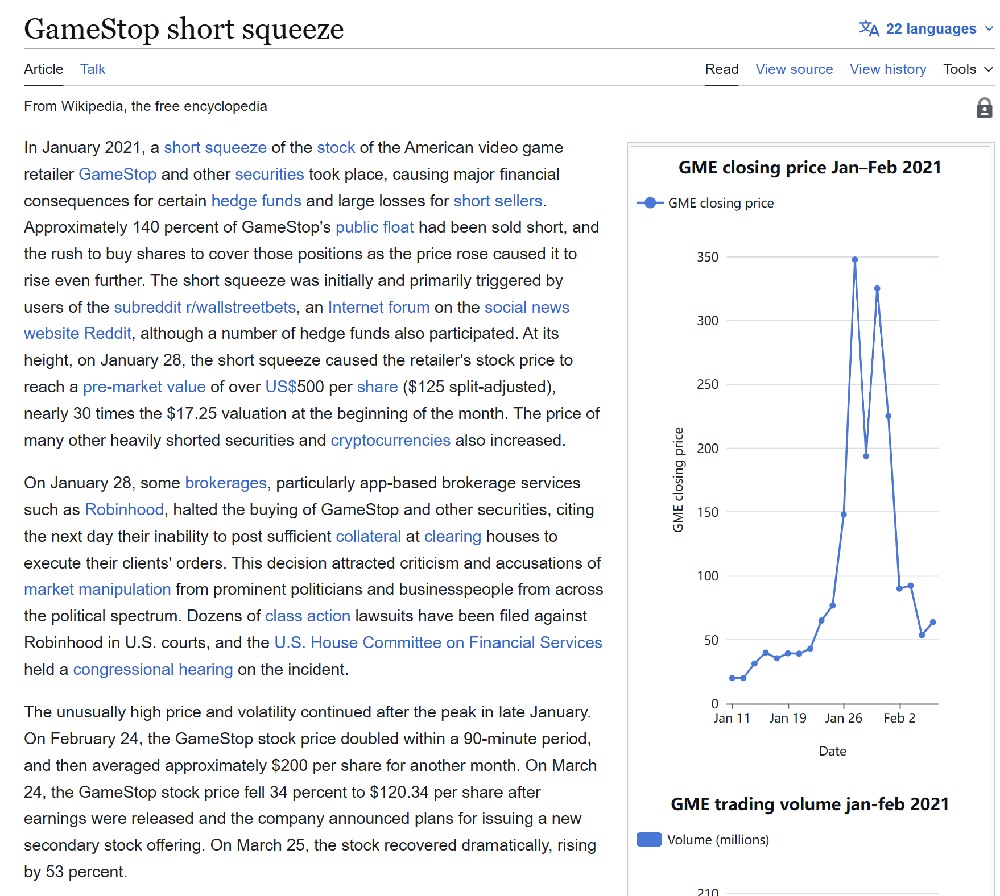 GameStop short squeeze
22 languages
Article Talk
Read View source View history Tools
From Wikipedia, the free encyclopedia
In January 2021, a short squeeze of the stock of the American video game
retailer GameStop and other securities took place, causing major financial
consequences for certain hedge funds and large losses for short sellers.
Approximately 140 percent of GameStop's public float had been sold short, and
the rush to buy shares to cover those positions as the price rose caused it to
rise even further. The short squeeze was initially and primarily triggered by
users of the subreddit r/wallstreetbets, an Internet forum on the social news
website Reddit, although a number of hedge funds also participated. At its
height, on January 28, the short squeeze caused the retailer's stock price to
reach a pre-market value of over US$500 per share ($125 split-adjusted),
nearly 30 times the $17.25 valuation at the beginning of the month. The price of
many other heavily shorted securities and cryptocurrencies also increased.
On January 28, some brokerages, particularly app-based brokerage services
such as Robinhood, halted the buying of GameStop and other securities, citing
the next day their inability to post sufficient collateral at clearing houses to
execute their clients' orders. This decision attracted criticism and accusations of
market manipulation from prominent politicians and businesspeople from across
the political spectrum. Dozens of class action lawsuits have been filed against
Robinhood in U.S. courts, and the U.S. House Committee on Financial Services
held a congressional hearing on the incident.
The unusually high price and volatility continued after the peak in late January.
On February 24, the GameStop stock price doubled within a 90-minute period,
and then averaged approximately $200 per share for another month. On March
24, the GameStop stock price fell 34 percent to $120.34 per share after
earnings were released and the company announced plans for issuing a new
secondary stock offering. On March 25, the stock recovered dramatically, rising
by 53 percent.
GME closing price Jan–Feb 2021
GME closing price
350
300
250
200
150
100
50
0
GME closing price
Jan 11 Jan 19 Jan 26 Feb 2
Date
GME trading volume jan-feb 2021
Volume (millions)
210